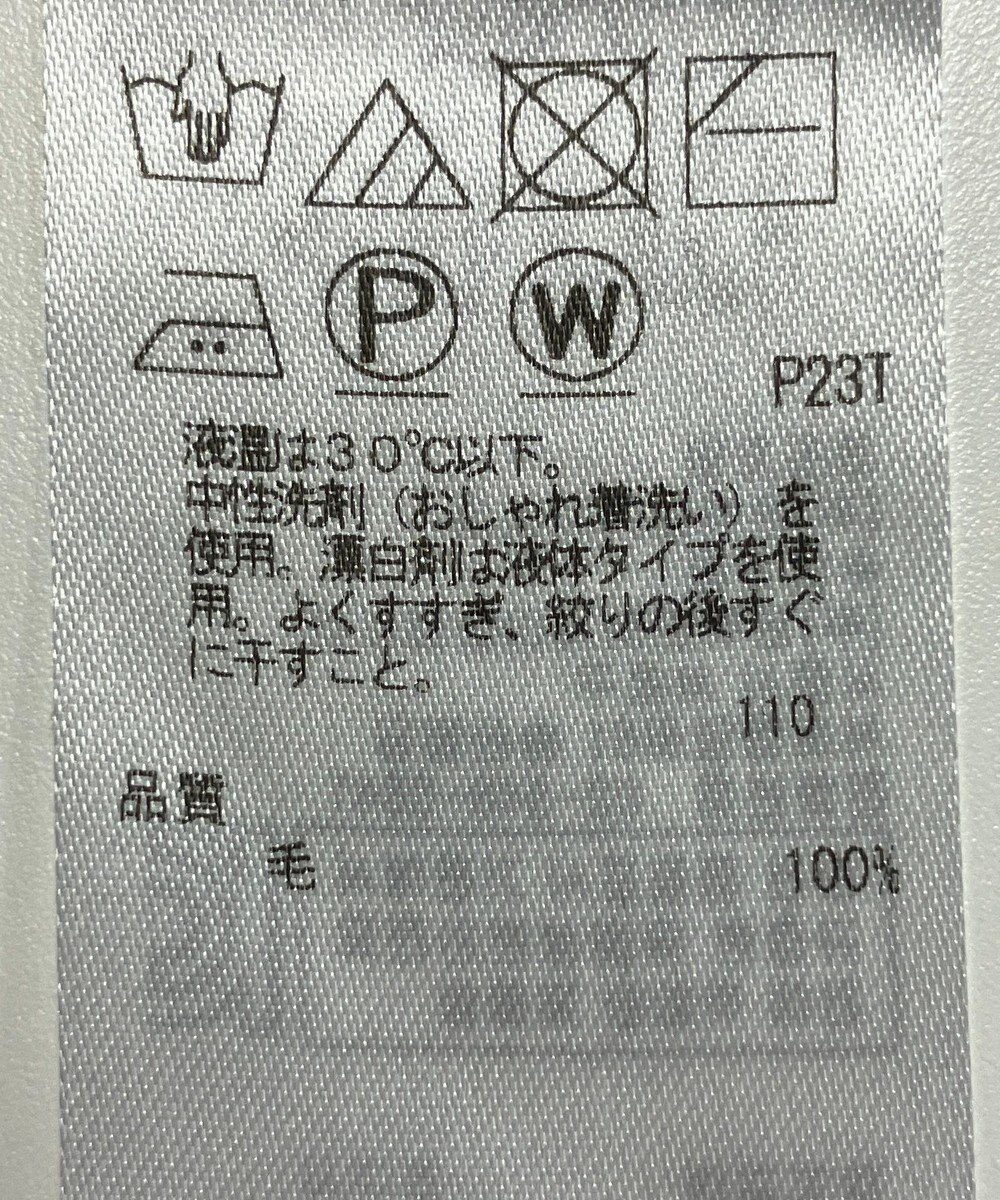 P W
P23T
液温は30℃以下。
中性洗剤（おしゃれ着洗い）を
使用。漂白剤は液体タイプを使
用。よくすすぎ、絞りの後すぐ
に干すこと。
110
品質
毛 100%